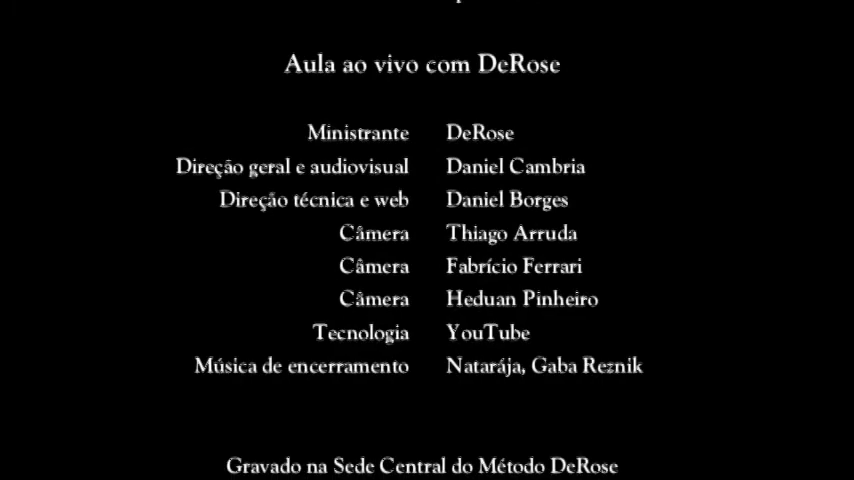 Aula ao vivo com DeRose
Ministrante DeRose
Direção geral e audiovisual Daniel Cambria
Direção técnica e web Daniel Borges
Câmera Thiago Arruda
Câmera Fabrício Ferrari
Câmera Heduan Pinheiro
Tecnologia YouTube
Música de encerramento Natarája, Gaba Reznik
Gravado na Sede Central do Método DeRose